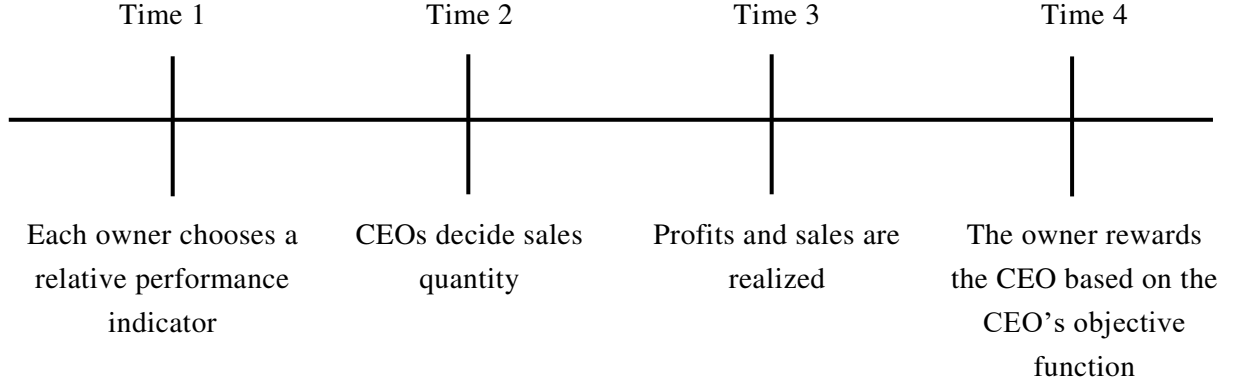 Time 1
Time 2
Time 3
Time 4
Each owner chooses a
relative performance
indicator
CEOs decide sales
quantity
Profits and sales are
realized
The owner rewards
the CEO based on the
CEO’s objective
function